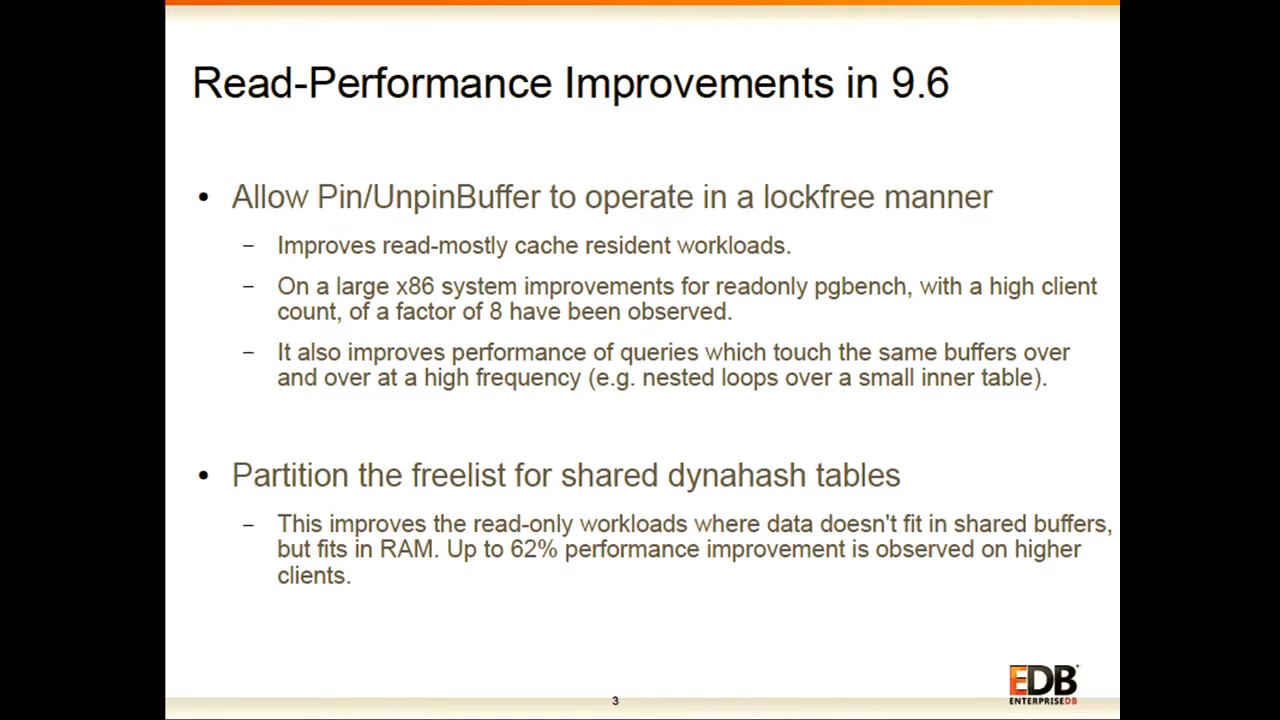 Read-Performance Improvements in 9.6
• Allow Pin/UnpinBuffer to operate in a lockfree manner
– Improves read-mostly cache resident workloads.
– On a large x86 system improvements for readonly pgbench, with a high client
count, of a factor of 8 have been observed.
– It also improves performance of queries which touch the same buffers over
and over at a high frequency (e.g. nested loops over a small inner table).
• Partition the freelist for shared dynahash tables
– This improves the read-only workloads where data doesn't fit in shared buffers,
but fits in RAM. Up to 62% performance improvement is observed on higher
clients.
3
EDB
ENTERPRISEDB